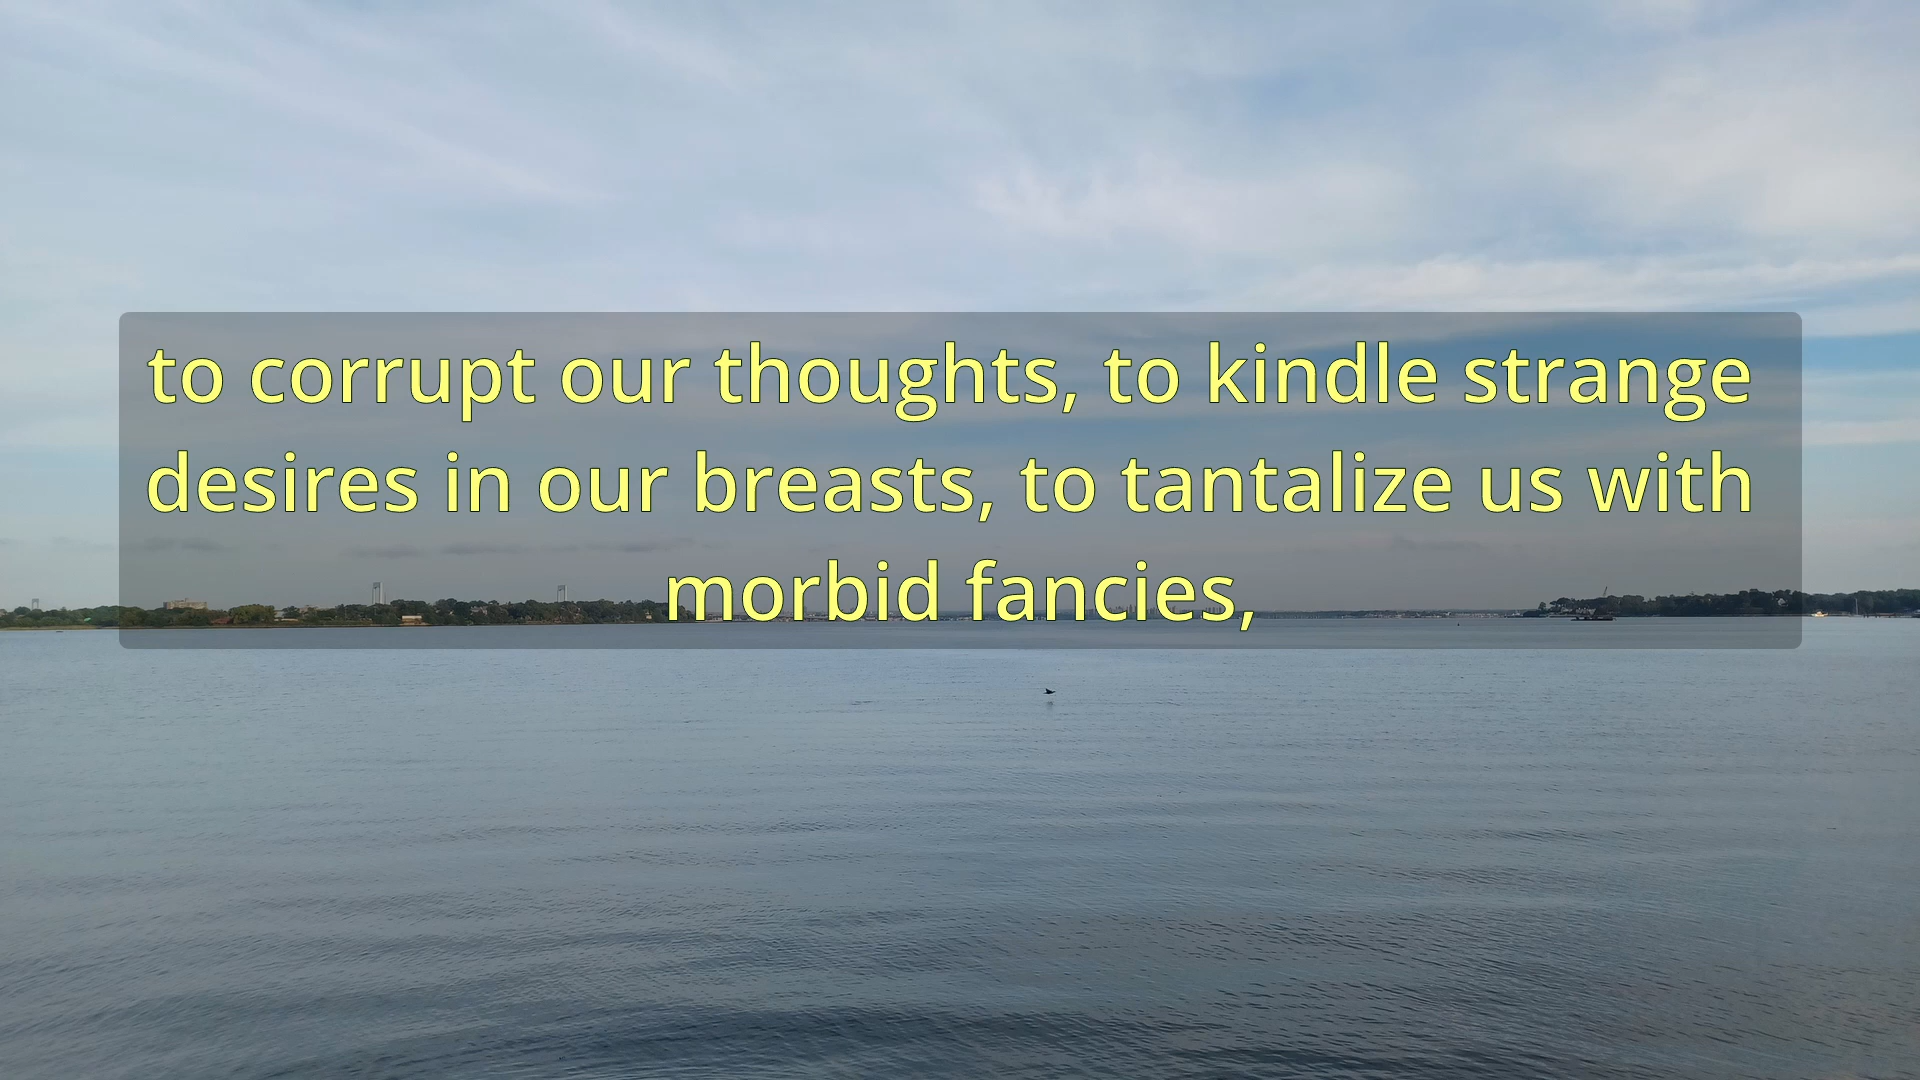 to corrupt our thoughts, to kindle strange
desires in our breasts, to tantalize us with
morbid fancies,